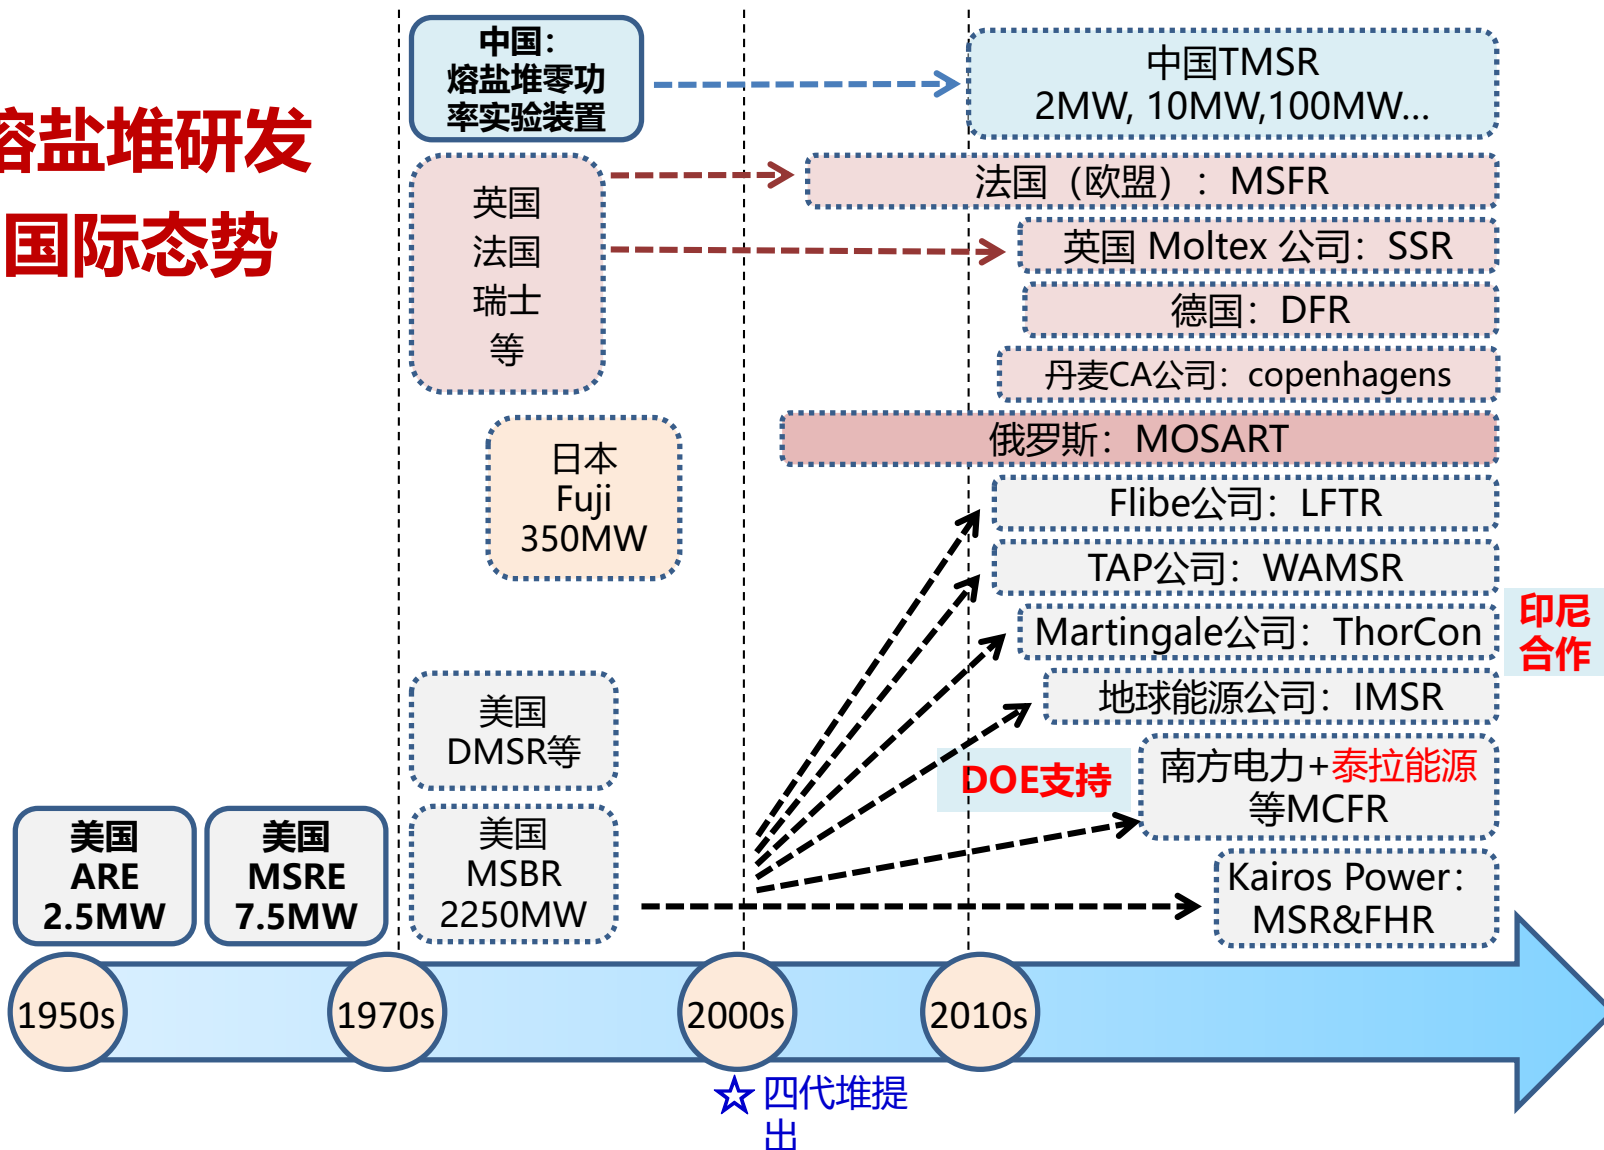 熔盐堆研发
国际态势
中国：
熔盐堆零功
率实验装置
中国TMSR
2MW, 10MW,100MW...
英国
法国
瑞士
等
法国（欧盟）：MSFR
英国 Moltex 公司：SSR
德国：DFR
丹麦CA公司：copenhagens
俄罗斯：MOSART
日本
Fuji
350MW
Flibe公司：LFTR
TAP公司：WAMSR
Martingale公司：ThorCon
印尼
合作
地球能源公司：IMSR
美国
DMSR等
DOE支持
南方电力+泰拉能源
等MCFR
美国
ARE
2.5MW
美国
MSRE
7.5MW
美国
MSBR
2250MW
Kairos Power：
MSR&FHR
1950s
1970s
2000s
2010s
☆ 四代堆提
出